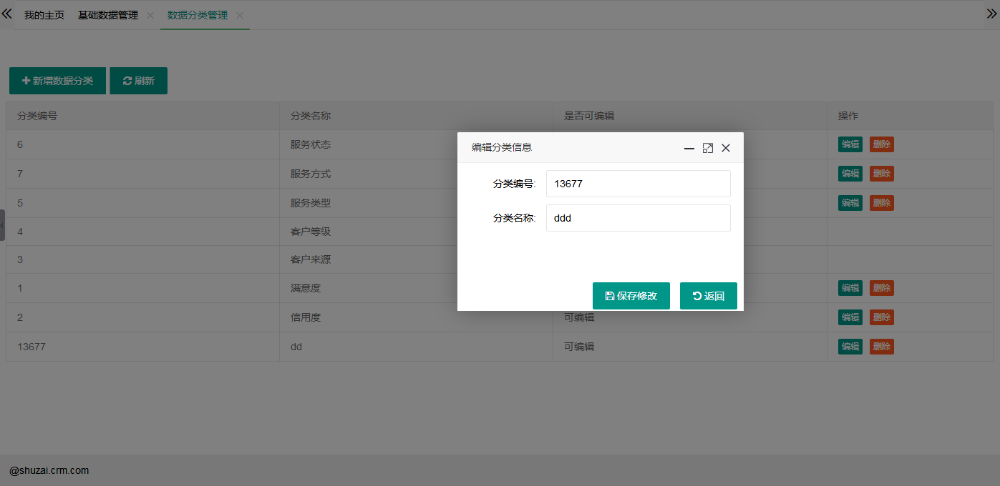 我的主页 基础数据管理 数据分类管理
新增数据分类 刷新
分类编号 分类名称 是否可编辑 操作
6 服务状态 编辑 删除
7 服务方式 编辑 删除
5 服务类型 编辑 删除
4 客户等级
3 客户来源
1 满意度 编辑 删除
2 信用度 可编辑 编辑 删除
13677 dd 可编辑 编辑 删除
编辑分类信息
分类编号: 13677
分类名称: ddd
保存修改 返回
@shuzai.crm.com